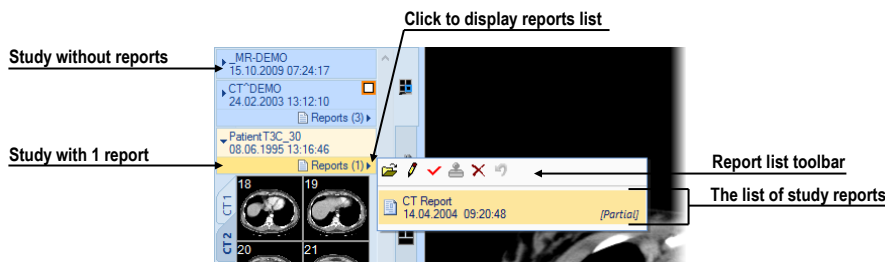 Click to display reports list
Study without reports
_MR-DEMO
15.10.2009 07:24:17
CT^DEMO
24.02.2003 13:12:10
Reports (3)
PatientT3C_30
08.06.1995 13:16:46
Study with 1 report
Reports (1)
Report list toolbar
18
19
CT 1
The list of study reports
CT Report
14.04.2004 09:20:48
[Partial]
CT 2
20
21